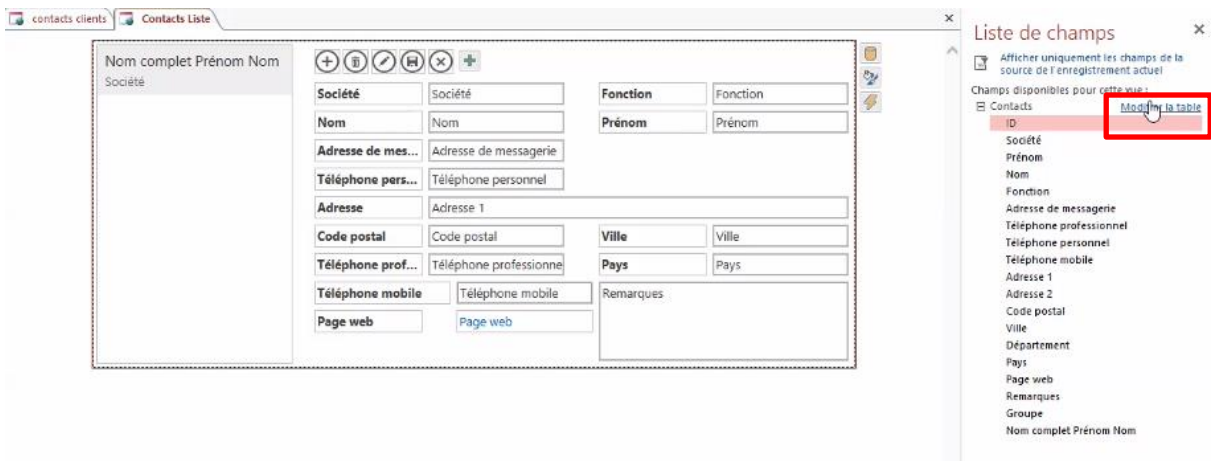 contacts clients
Contacts Liste
Nom complet Prénom Nom
Société
Société
Société
Fonction
Fonction
Nom
Nom
Prénom
Prénom
Adresse de mes...
Adresse de messagerie
Téléphone pers...
Téléphone personnel
Adresse
Adresse 1
Code postal
Code postal
Ville
Ville
Téléphone prof...
Téléphone professionne
Pays
Pays
Téléphone mobile
Téléphone mobile
Remarques
Page web
Page web
Liste de champs
Afficher uniquement les champs de la
source de l'enregistrement actuel
Champs disponibles pour cette vue :
Contacts
Modifier la table
ID
Société
Prénom
Nom
Fonction
Adresse de messagerie
Téléphone professionnel
Téléphone personnel
Téléphone mobile
Adresse 1
Adresse 2
Code postal
Ville
Département
Pays
Page web
Remarques
Groupe
Nom complet Prénom Nom